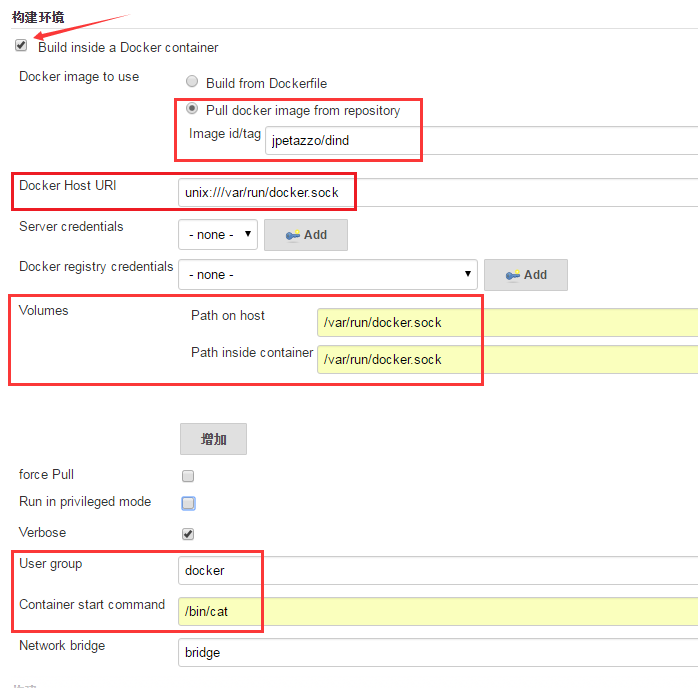 构建环境
Build inside a Docker container
Docker image to use
Build from Dockerfile
Pull docker image from repository
Image id/tag
jpetazzo/dind
Docker Host URI
unix:///var/run/docker.sock
Server credentials
- none -
Add
Docker registry credentials
- none -
Add
Volumes
Path on host
/var/run/docker.sock
Path inside container
/var/run/docker.sock
增加
force Pull
Run in privileged mode
Verbose
User group
docker
Container start command
/bin/cat
Network bridge
bridge